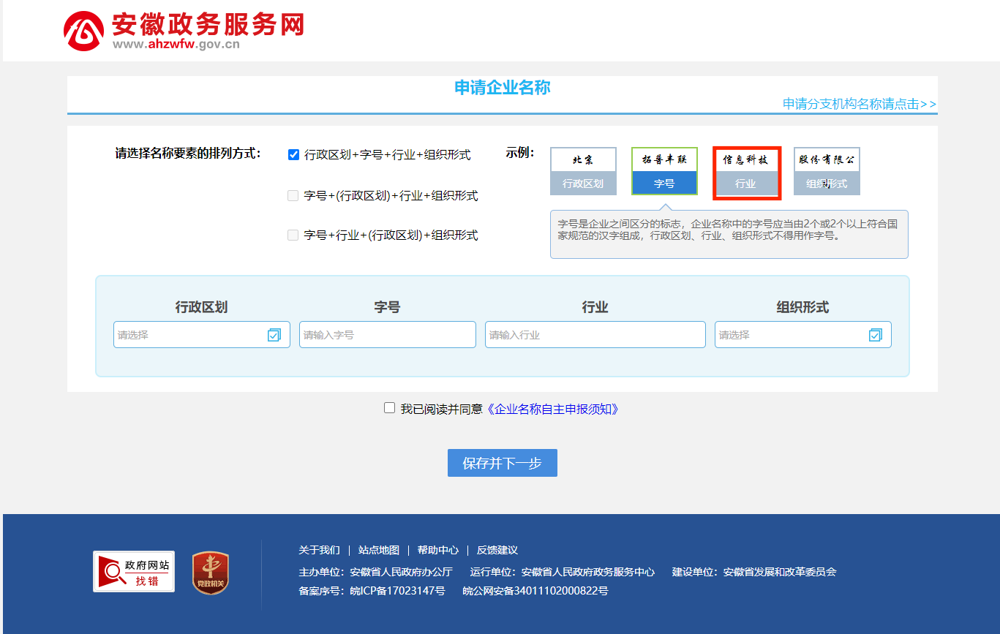 安徽政务服务网
www.ahzwfw.gov.cn
申请企业名称
申请分支机构名称请点击>>
请选择名称要素的排列方式：
行政区划+字号+行业+组织形式
字号+(行政区划)+行业+组织形式
字号+行业+(行政区划)+组织形式
示例：
北京
行政区划
拓普丰联
字号
信息科技
行业
股份有限公司
组织形式
字号是企业之间区分的标志，企业名称中的字号应当由2个或2个以上符合国
家规范的汉字组成，行政区划、行业、组织形式不得用作字号。
行政区划 字号 行业 组织形式
请选择 请输入字号 请输入行业 请选择
我已阅读并同意《企业名称自主申报须知》
保存并下一步
政府网站
找错
党政机关
关于我们 | 站点地图 | 帮助中心 | 反馈建议
主办单位：安徽省人民政府办公厅 运行单位：安徽省人民政府政务服务中心 建设单位：安徽省发展和改革委员会
备案序号：皖ICP备17023147号 皖公网安备34011102000822号